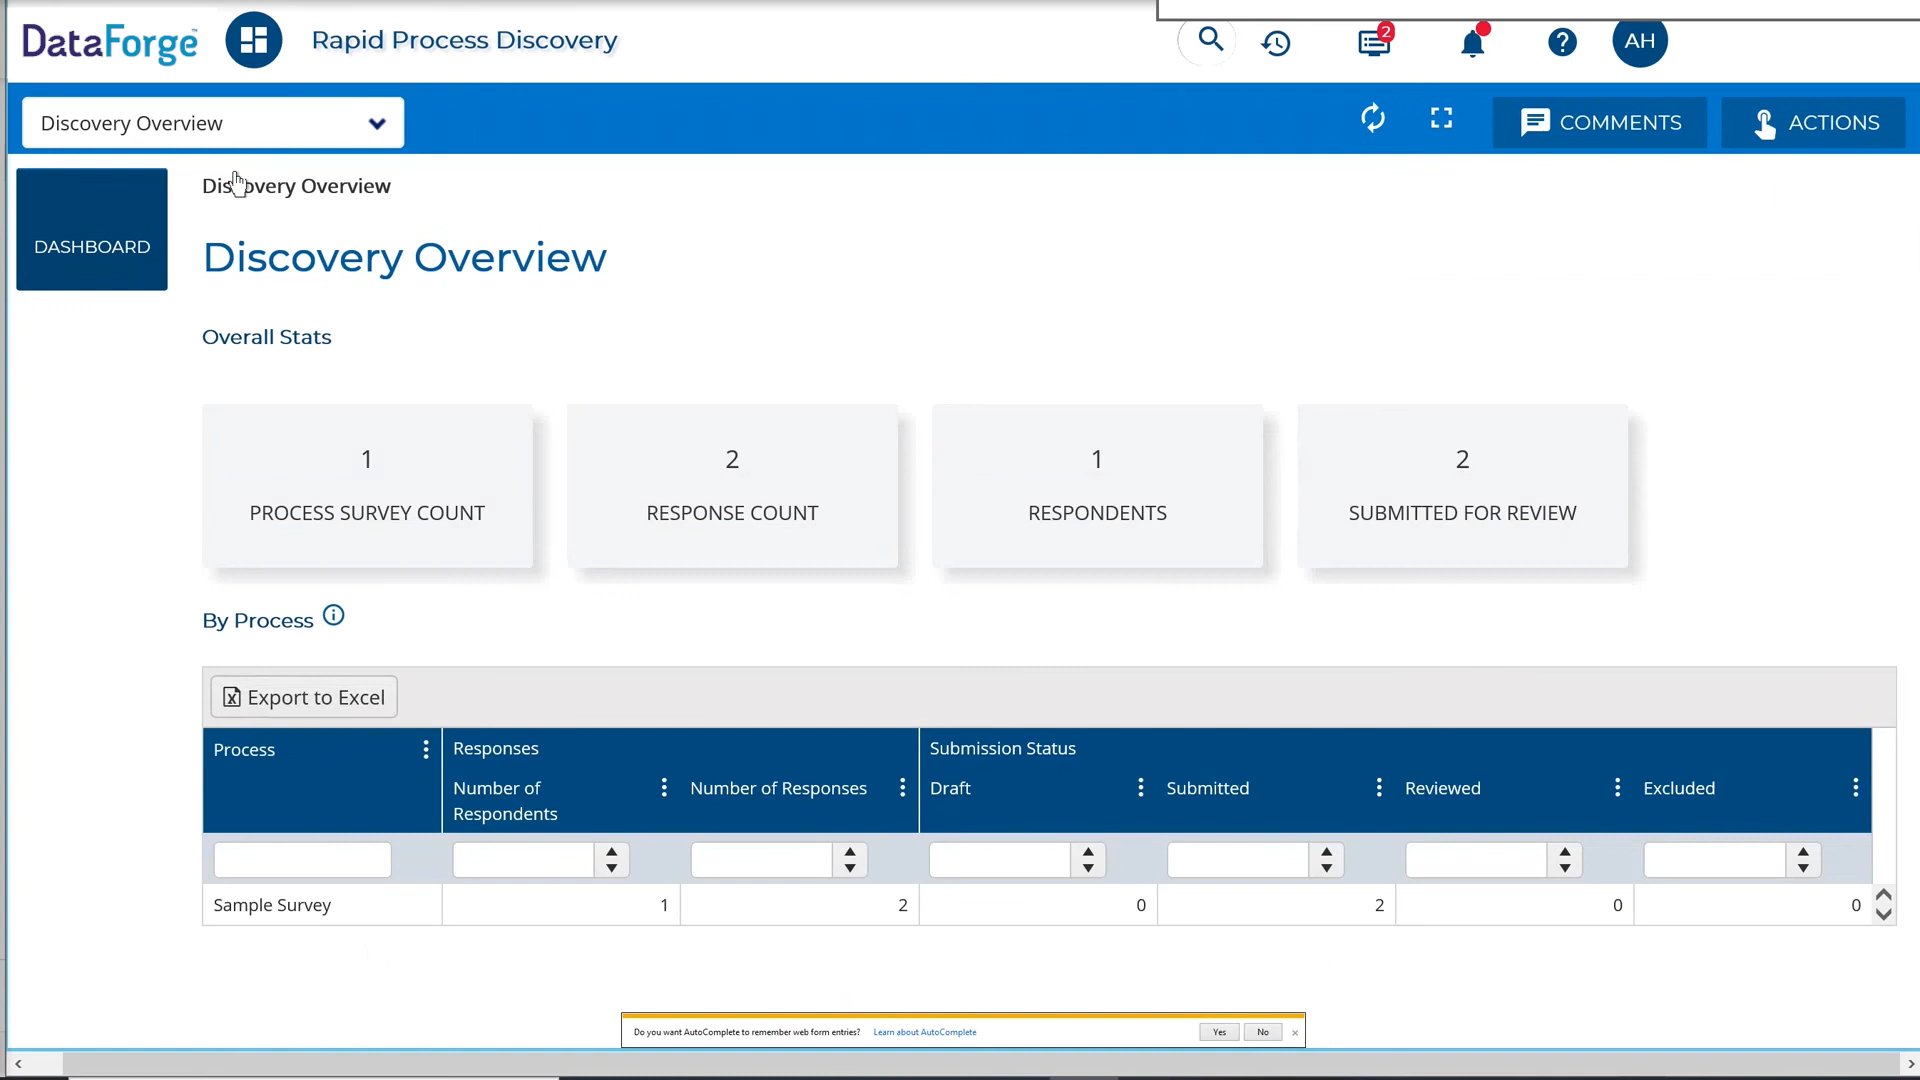 DataForge™
Rapid Process Discovery
2
?
AH
Discovery Overview
COMMENTS
ACTIONS
DASHBOARD
Discovery Overview
Discovery Overview
Overall Stats
1
PROCESS SURVEY COUNT
2
RESPONSE COUNT
1
RESPONDENTS
2
SUBMITTED FOR REVIEW
By Process
Export to Excel
Process
Responses
Submission Status
Number of
Respondents
Number of Responses
Draft
Submitted
Reviewed
Excluded
Sample Survey 1 2 0 2 0 0
Do you want AutoComplete to remember web form entries? Learn about AutoComplete Yes No ×